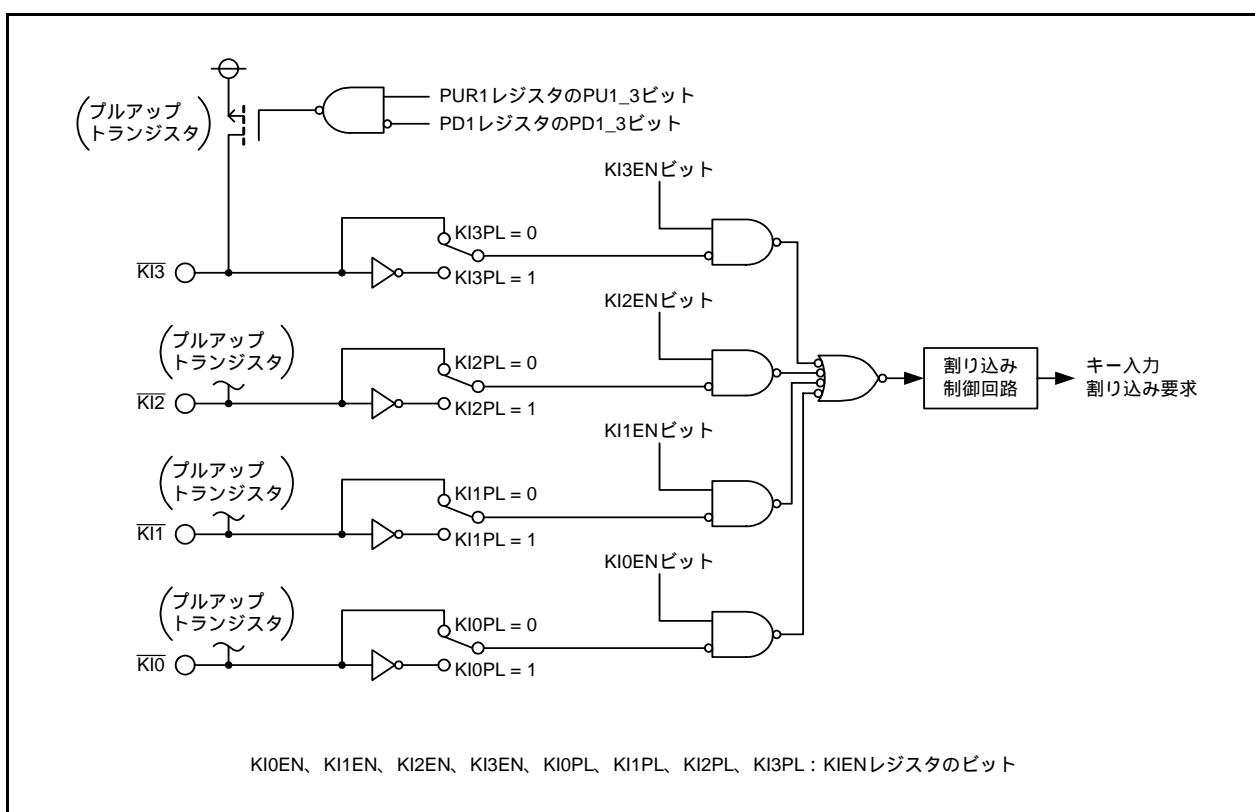 PUR1レジスタのPU1_3ビット
PD1レジスタのPD1_3ビット
プルアップ
トランジスタ
KI3ENビット
KI3PL = 0
KI3
KI3PL = 1
KI2ENビット
プルアップ
トランジスタ
KI2PL = 0
KI2
KI2PL = 1
割り込み
制御回路
キー入力
割り込み要求
KI1ENビット
プルアップ
トランジスタ
KI1PL = 0
KI1
KI1PL = 1
KI0ENビット
プルアップ
トランジスタ
KI0PL = 0
KI0
KI0PL = 1
KI0EN、KI1EN、KI2EN、KI3EN、KI0PL、KI1PL、KI2PL、KI3PL：KIENレジスタのビット